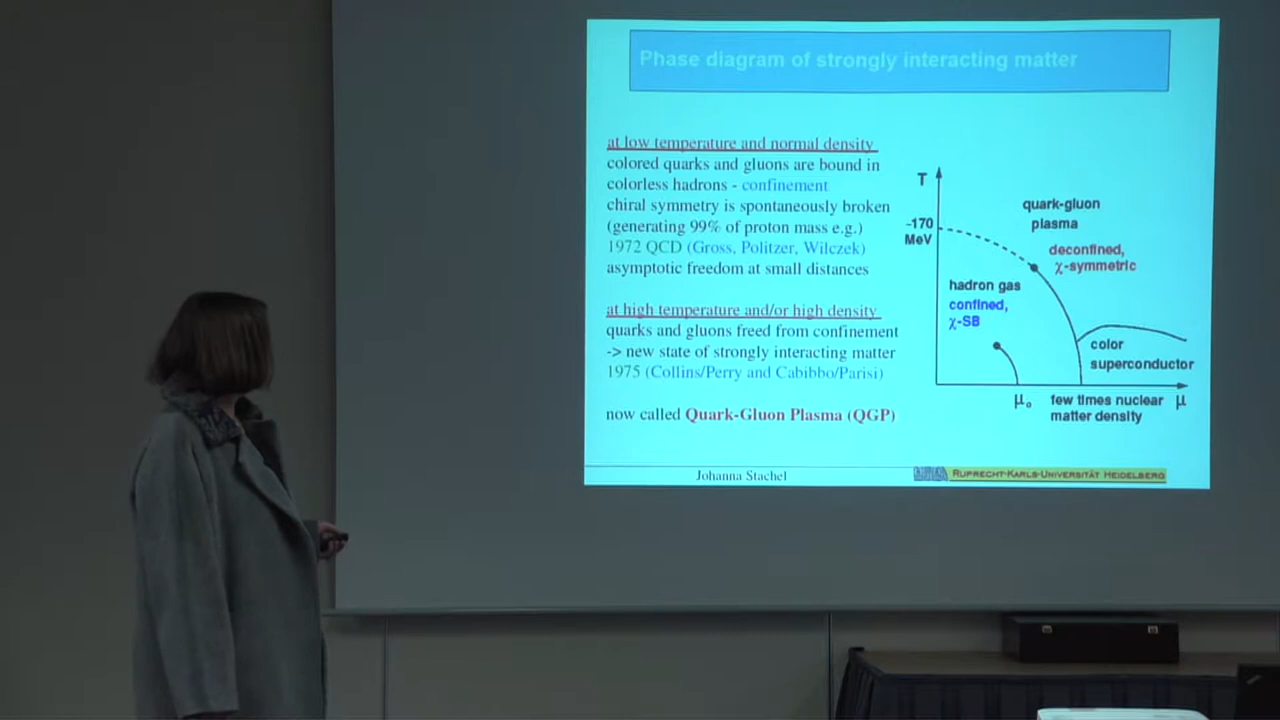 Phase diagram of strongly interacting matter
at low temperature and normal density
colored quarks and gluons are bound in
colorless hadrons - confinement
chiral symmetry is spontaneously broken
(generating 99% of proton mass e.g.)
1972 QCD (Gross, Politzer, Wilczek)
asymptotic freedom at small distances
at high temperature and/or high density
quarks and gluons freed from confinement
-> new state of strongly interacting matter
1975 (Collins/Perry and Cabibbo/Parisi)
now called Quark-Gluon Plasma (QGP)
T
~170
MeV
quark-gluon
plasma
deconfined,
χ-symmetric
hadron gas
confined,
χ-SB
color
superconductor
μ₀
few times nuclear
matter density
μ
Johanna Stachel
RUPRECHT-KARLS-UNIVERSITÄT HEIDELBERG